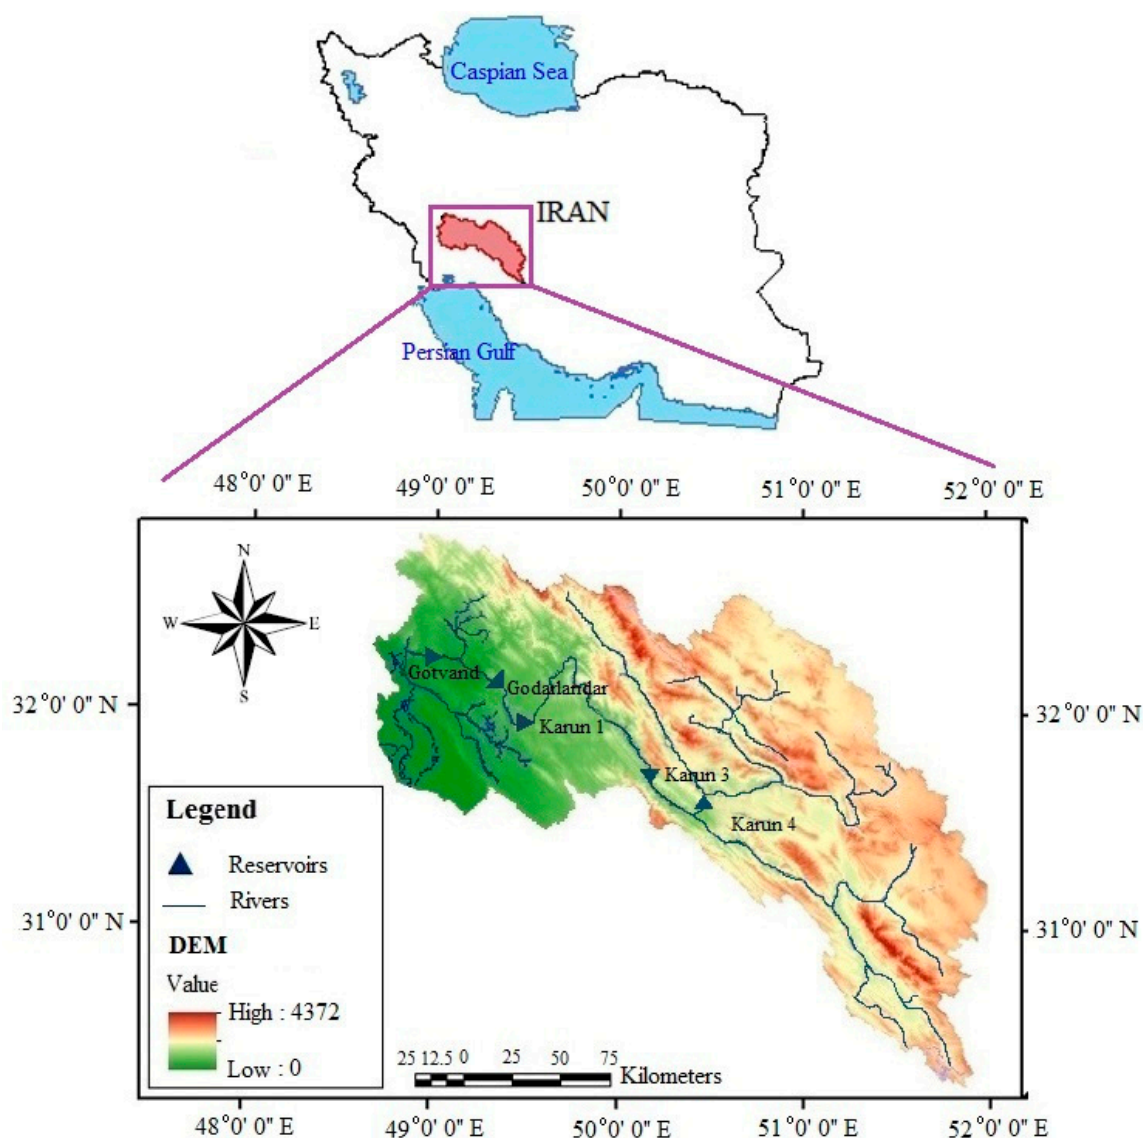 Caspian Sea
IRAN
Persian Gulf
48°0' 0" E
49°0' 0" E
50°0' 0" E
51°0' 0" E
52°0' 0" E
N
W
E
S
Gotvand
Godarlandar
Karun 1
Karun 3
Karun 4
32°0' 0" N
32°0' 0" N
31°0' 0" N
31°0' 0" N
Legend
Reservoirs
Rivers
DEM
Value
High : 4372
Low : 0
25 12.5 0 25 50 75
Kilometers
48°0' 0" E
49°0' 0" E
50°0' 0" E
51°0' 0" E
52°0' 0" E